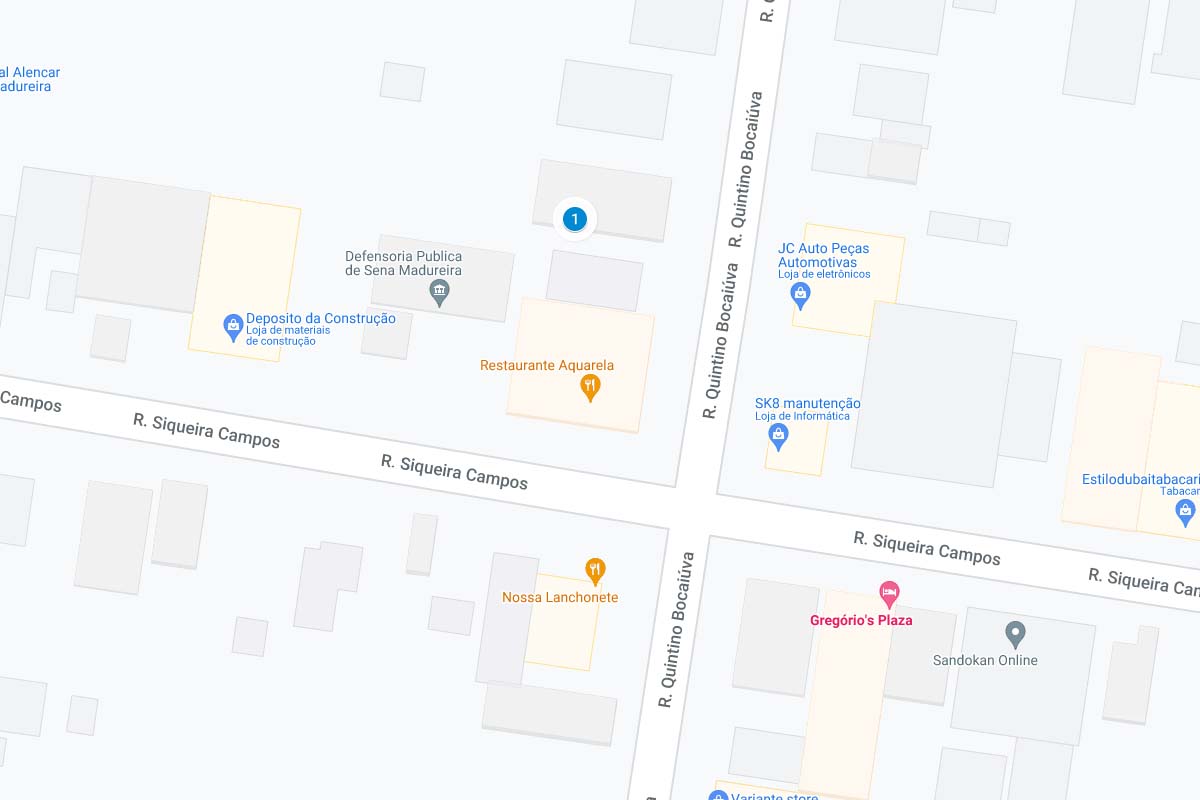 R. Q
al Alencar
adureira
R. Quintino Bocaiúva
1
Defensoria Publica
de Sena Madureira
JC Auto Peças
Automotivas
Loja de eletrônicos
R. Quintino Bocaiúva
Deposito da Construção
Loja de materiais
de construção
Restaurante Aquarela
Campos
R. Siqueira Campos
SK8 manutenção
Loja de Informática
R. Siqueira Campos
Estilodubaitabacari
Tabacar
R. Siqueira Campos
R. Siqueira Cam
R. Quintino Bocaiúva
Nossa Lanchonete
Gregório's Plaza
Sandokan Online
Variante store